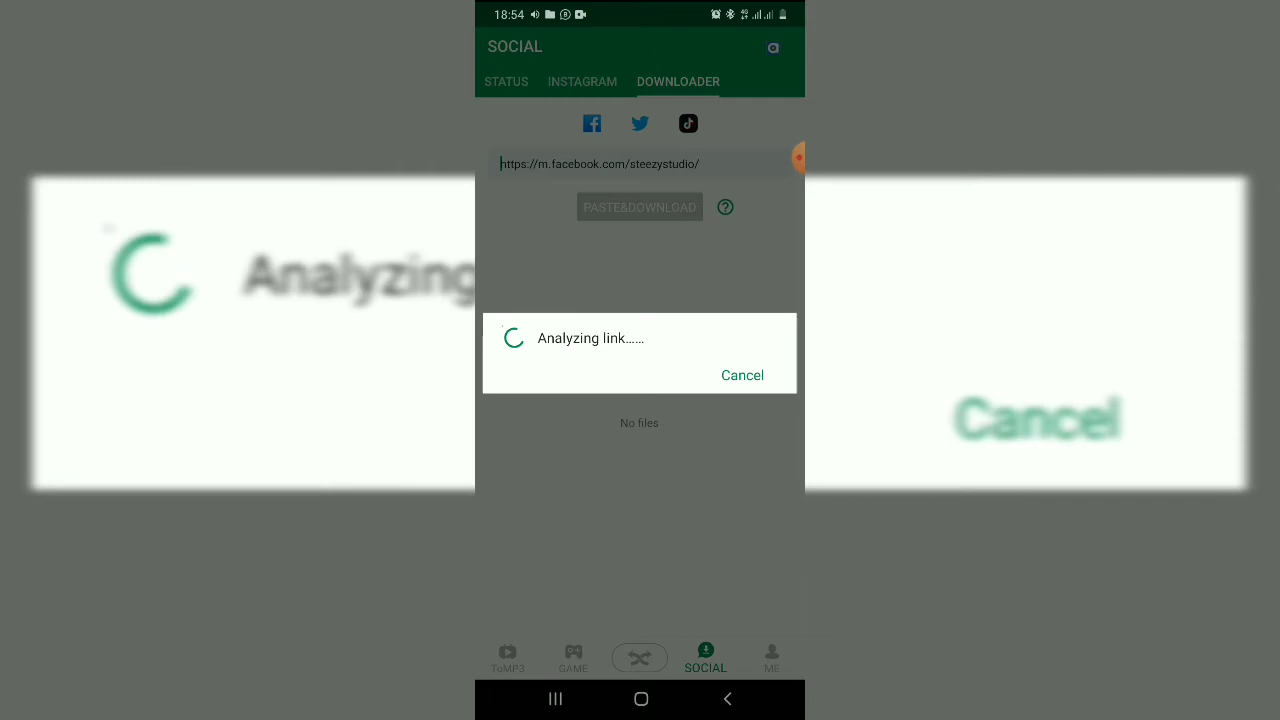 18:54
SOCIAL
STATUS INSTAGRAM DOWNLOADER
https://m.facebook.com/steezystudio/
PASTE&DOWNLOAD
Analyzing link......
Cancel
No files
ToMP3 GAME SOCIAL ME
Analyzing
Cancel